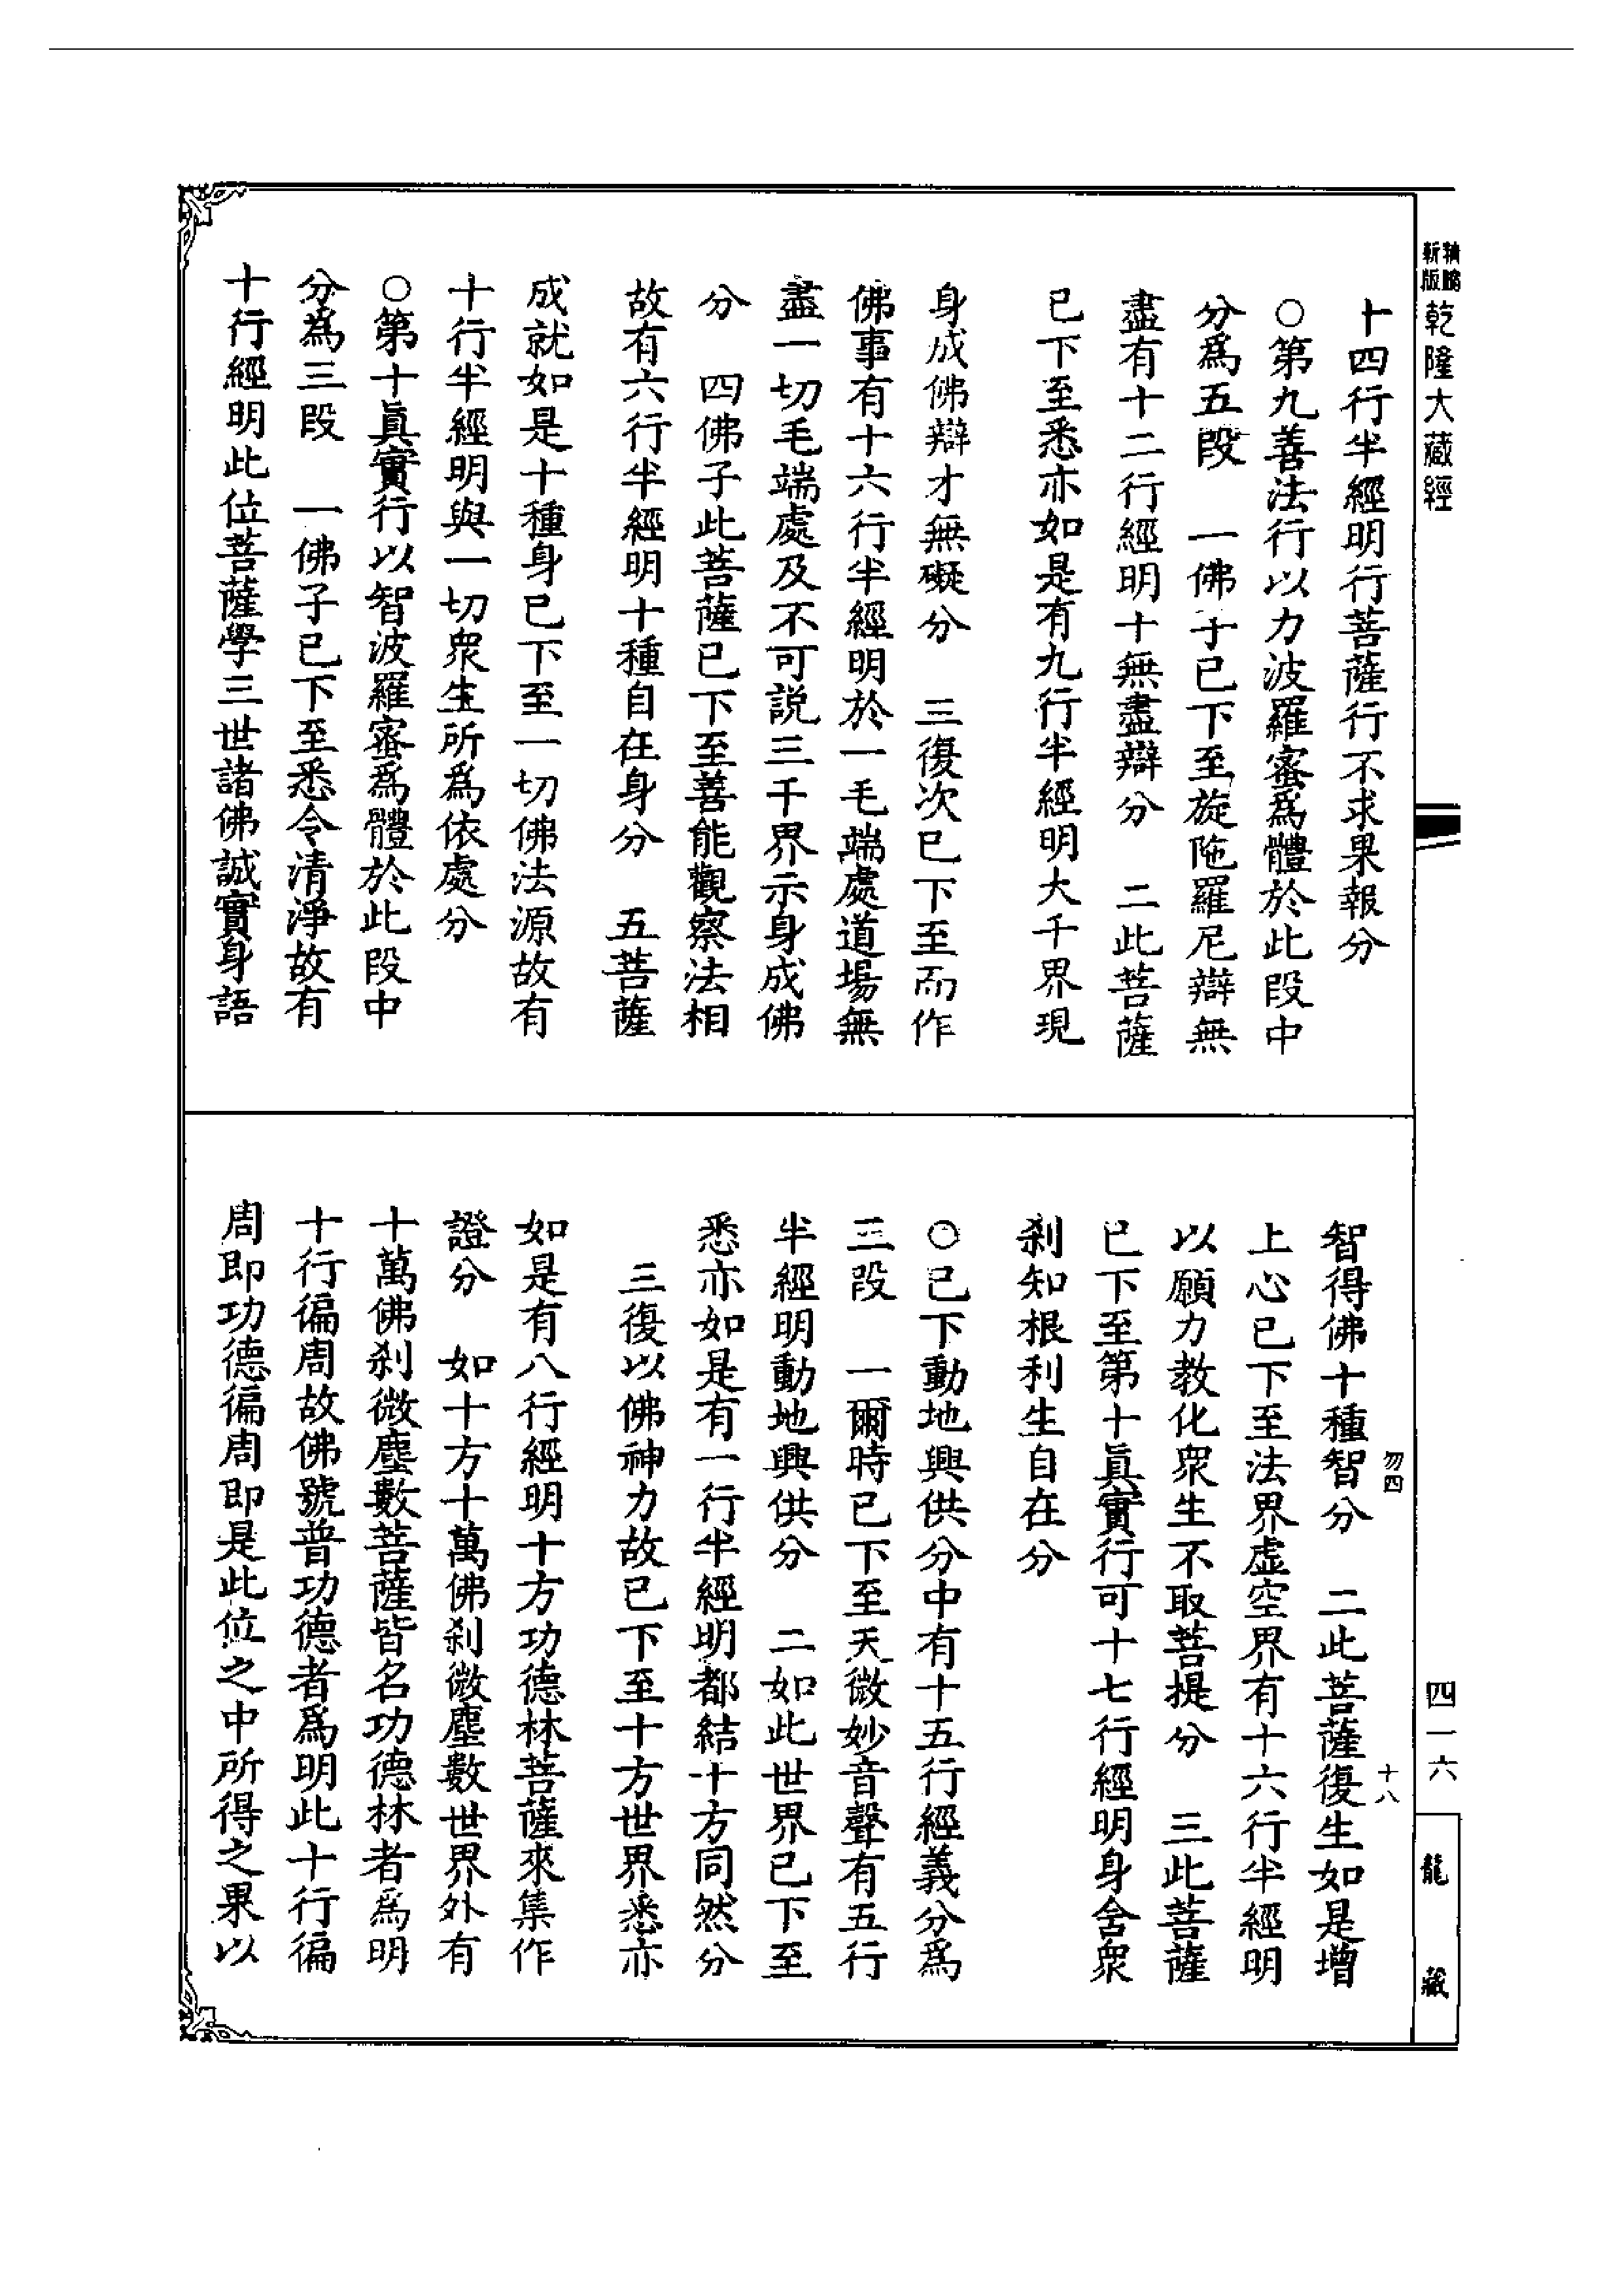 乾隆大藏經
十四行半經明行菩薩行不求果報分
○第九善法行以力波羅蜜爲體於此段中
分爲五段　一佛子已下至旋陁羅尼辯無
盡有十二行經明十無盡辯分　二此菩薩
已下至悉亦如是有九行半經明大千界現
身成佛辯才無礙分　三復次已下至而作
佛事有十六行半經明於一毛端處道場無
盡一切毛端處及不可説三千界示身成佛
分　四佛子此菩薩已下至善能觀察法相
故有六行半經明十種自在身分　五菩薩
成就如是十種身已下至一切佛法源故有
十行半經明與一切衆生所爲依處分
○第十眞實行以智波羅蜜爲體於此段中
分爲三段　一佛子已下至悉令清淨故有
十行經明此位菩薩學三世諸佛誠實身語
智得佛十種智分　二此菩薩復生如是增
上心已下至法界虛空界有十六行半經明
以願力教化衆生不取菩提分　三此菩薩
已下至第十眞實行可十七行經明身含衆
刹知根利生自在分
○已下動地興供分中有十五行經義分爲
三段　一爾時已下至天微妙音聲有五行
半經明動地興供分　二如此世界已下至
悉亦如是有一行半經明都結十方同然分
三復以佛神力故已下至十方世界悉亦
如是有八行經明十方功德林菩薩來集作
證分　如十方十萬佛刹微塵數世界外有
十萬佛刹微塵數菩薩皆名功德林者爲明
十行徧周故佛號普功德者爲明此十行徧
周即功德徧周即是此位之中所得之果以
勿四
十八
四一六
龍藏